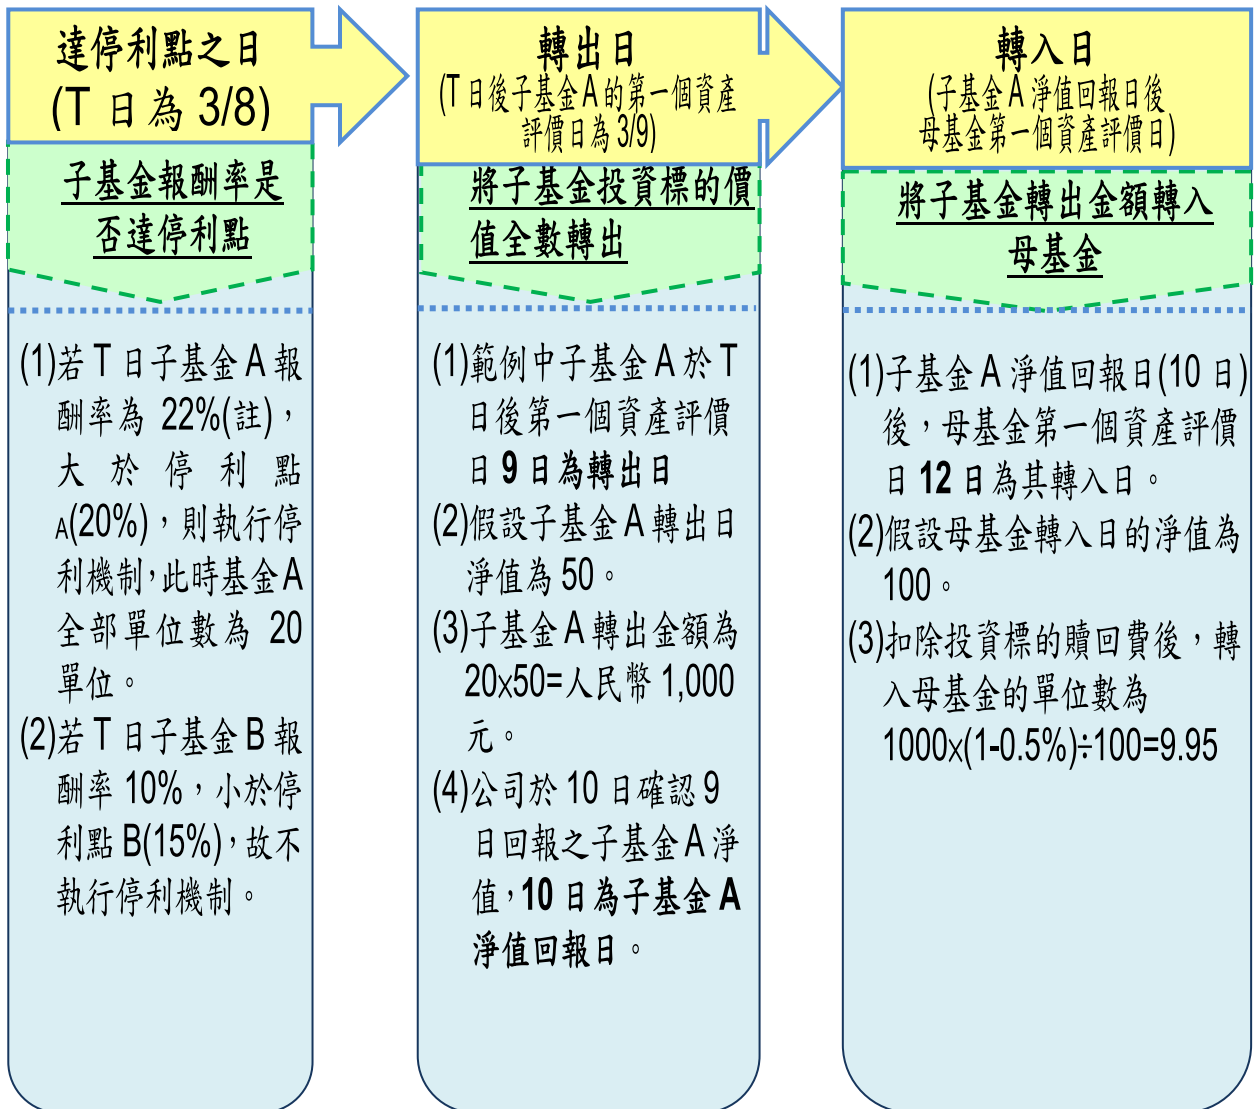 達停利點之日
(T 日為 3/8)
子基金報酬率是
否達停利點
(1)若 T 日子基金 A 報
酬率為 22%(註)，
大於停利點
A(20%)，則執行停
利機制，此時基金 A
全部單位數為 20
單位。
(2)若 T 日子基金 B 報
酬率 10%，小於停
利點 B(15%)，故不
執行停利機制。
轉出日
(T 日後子基金 A 的第一個資產
評價日為 3/9)
將子基金投資標的價
值全數轉出
(1)範例中子基金 A 於 T
日後第一個資產評價
日 9 日為轉出日
(2)假設子基金 A 轉出日
淨值為 50。
(3)子基金 A 轉出金額為
20x50=人民幣 1,000
元。
(4)公司於 10 日確認 9
日回報之子基金 A 淨
值，10 日為子基金 A
淨值回報日。
轉入日
(子基金 A 淨值回報日後
母基金第一個資產評價日)
將子基金轉出金額轉入
母基金
(1)子基金 A 淨值回報日(10 日)
後，母基金第一個資產評價
日 12 日為其轉入日。
(2)假設母基金轉入日的淨值為
100。
(3)扣除投資標的贖回費後，轉
入母基金的單位數為
1000x(1-0.5%)÷100=9.95